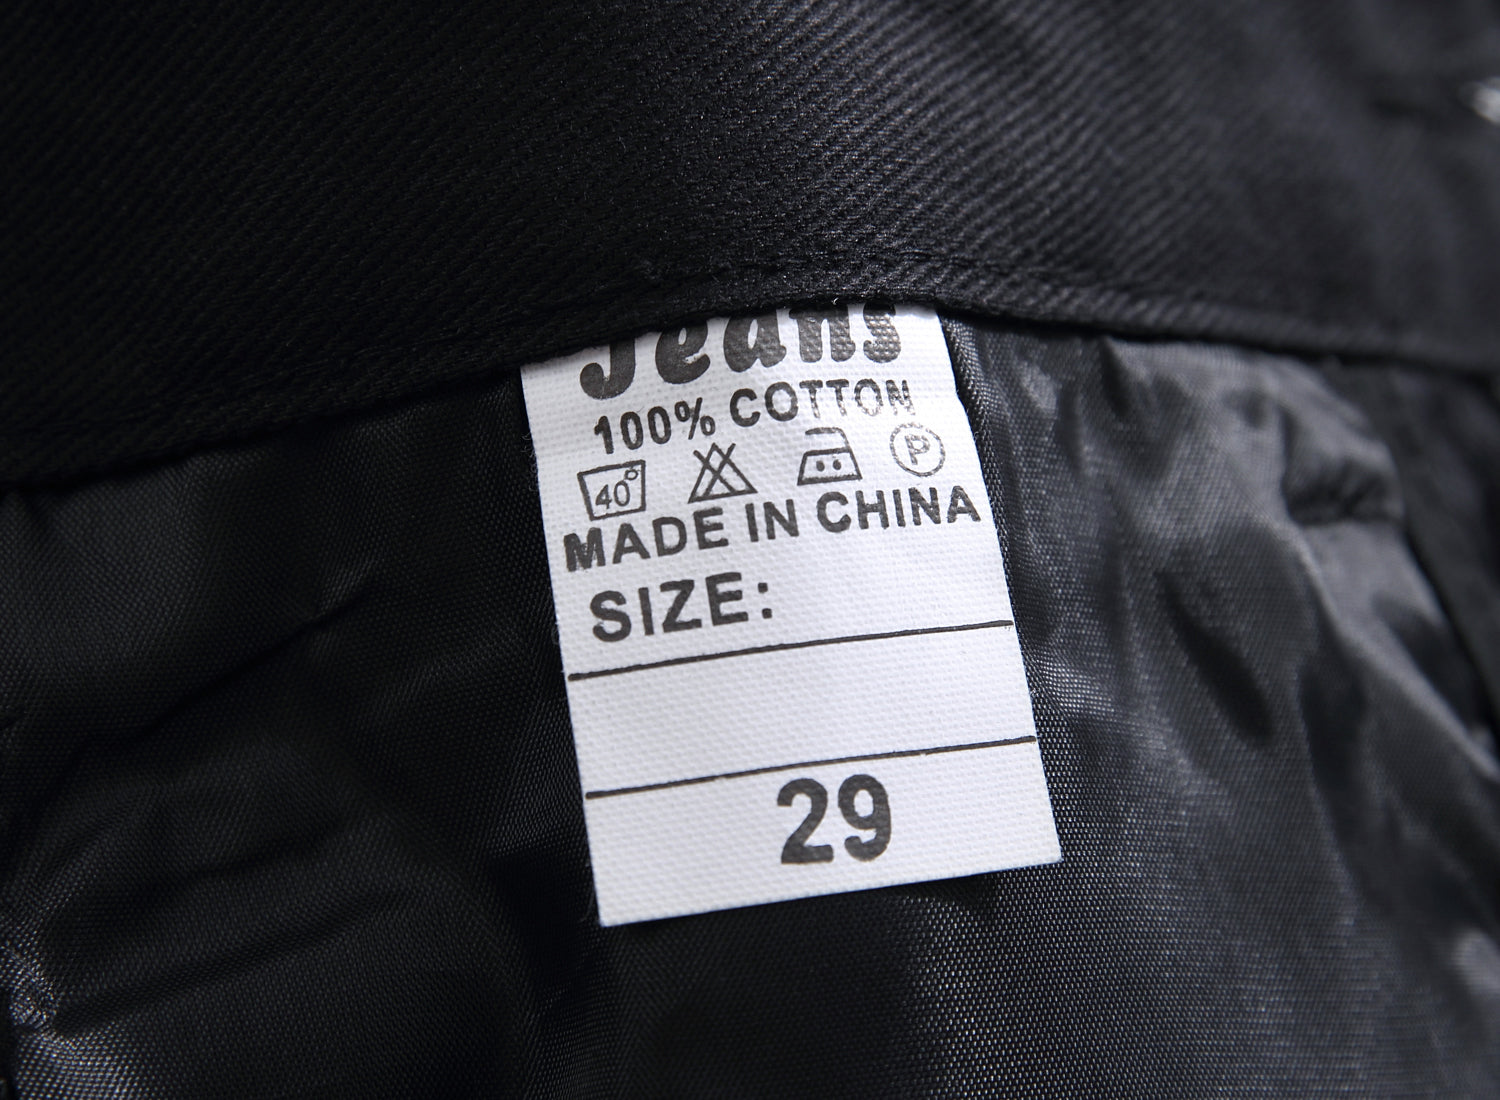 Jeans
100% COTTON
40° P
MADE IN CHINA
SIZE:
29